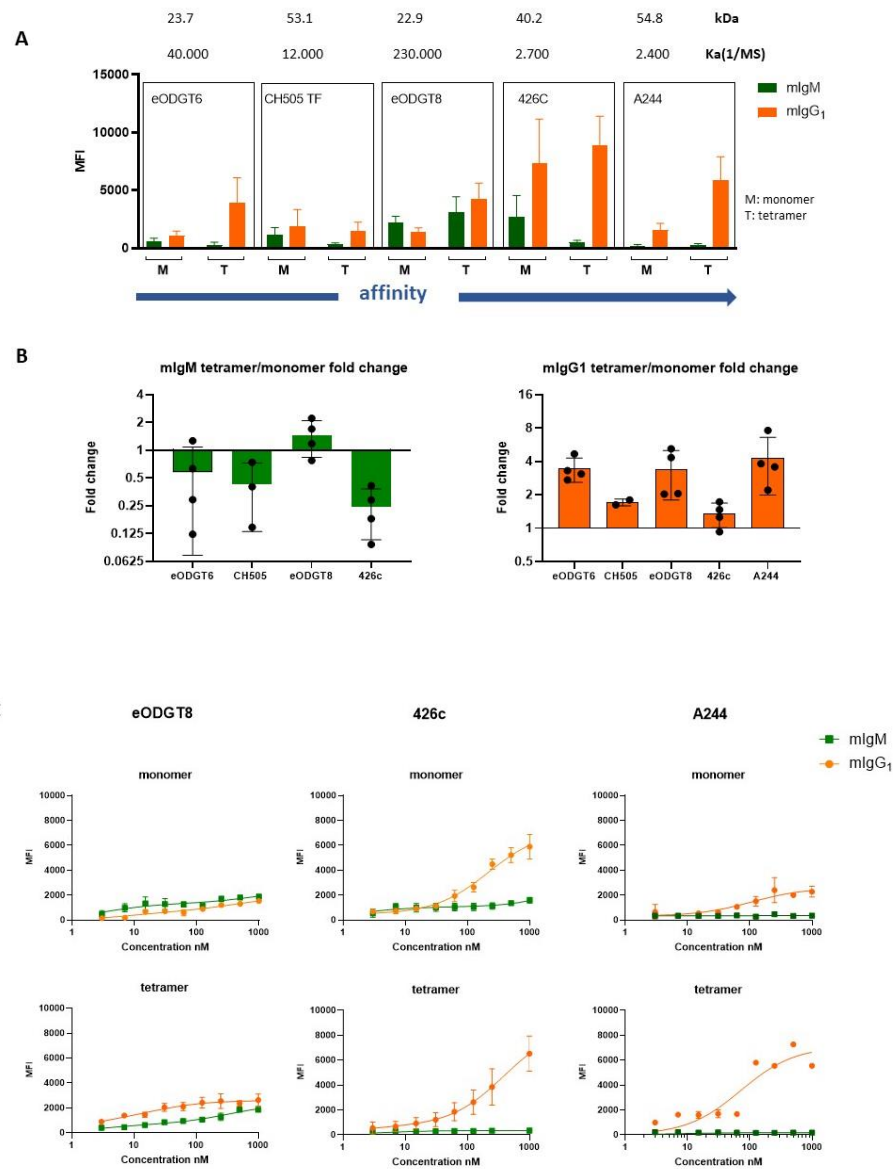 23.7 53.1 22.9 40.2 54.8 kDa
A
40.000 12.000 230.000 2.700 2.400 Ka(1/MS)
15000
10000
5000
0
MFI
eODGT6 CH505 TF eODGT8 426C A244
mIgM
mIgG1
M: monomer
T: tetramer
M T M T M T M T M T
affinity
B
mIgM tetramer/monomer fold change
Fold change
4
2
1
0.5
0.25
0.125
0.0625
eODGT6 CH505 eODGT8 426c
mIgG1 tetramer/monomer fold change
Fold change
16
8
4
2
1
0.5
eODGT6 CH505 eODGT8 426c A244
eODGT8 426c A244
mIgM
mIgG1
monomer
MFI
10000
8000
6000
4000
2000
0
1 10 100 1000
Concentration nM
monomer
MFI
10000
8000
6000
4000
2000
0
1 10 100 1000
Concentration nM
monomer
MFI
10000
8000
6000
4000
2000
0
1 10 100 1000
Concentration nM
tetramer
MFI
10000
8000
6000
4000
2000
0
1 10 100 1000
Concentration nM
tetramer
MFI
10000
8000
6000
4000
2000
0
1 10 100 1000
Concentration nM
tetramer
MFI
10000
8000
6000
4000
2000
0
1 10 100 1000
Concentration nM